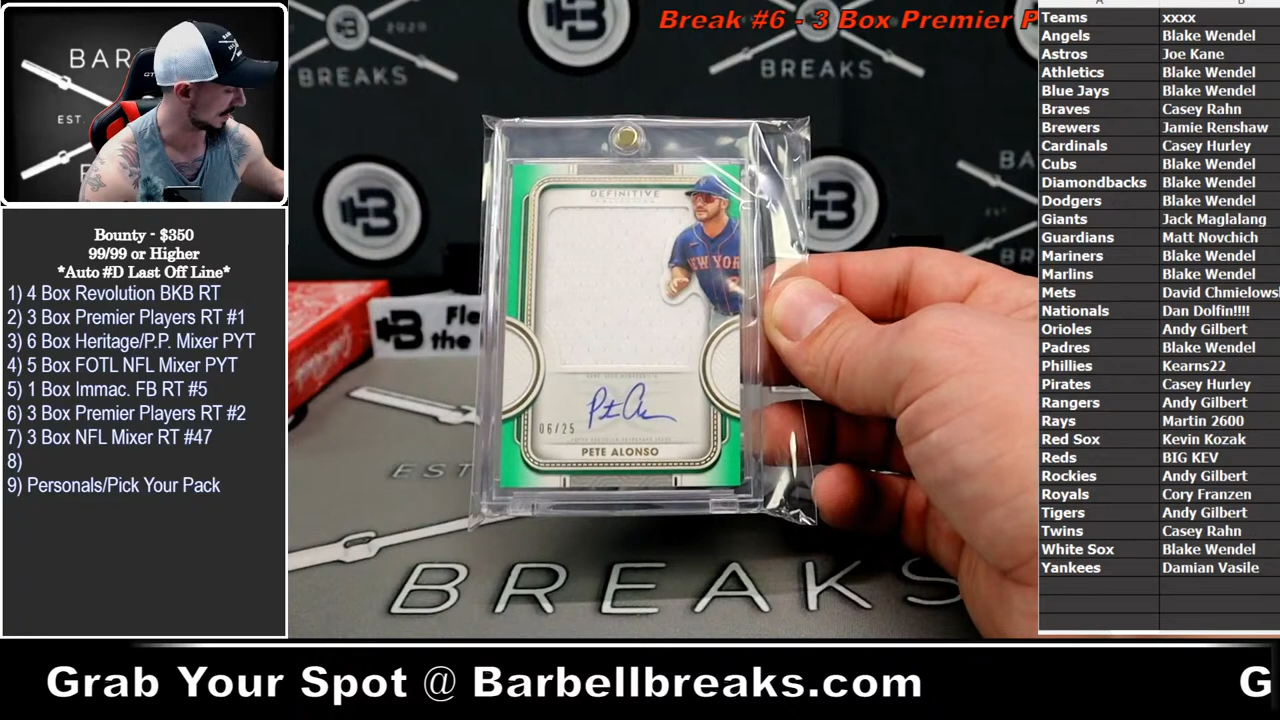 Break #6 - 3 Box Premier P
BAR
EST.
2020
BREAKS
BREAKS
BA
Bounty - $350
99/99 or Higher
*Auto #D Last Off Line*
1) 4 Box Revolution BKB RT
2) 3 Box Premier Players RT #1
3) 6 Box Heritage/P.P. Mixer PYT
4) 5 Box FOTL NFL Mixer PYT
5) 1 Box Immac. FB RT #5
6) 3 Box Premier Players RT #2
7) 3 Box NFL Mixer RT #47
8)
9) Personals/Pick Your Pack
DEFINITIVE
COLLECTION
NEW YORK
06/25
PETE ALONSO
Fle
the
EST
BREAKS
Teams xxxx
Angels Blake Wendel
Astros Joe Kane
Athletics Blake Wendel
Blue Jays Blake Wendel
Braves Casey Rahn
Brewers Jamie Renshaw
Cardinals Casey Hurley
Cubs Blake Wendel
Diamondbacks Blake Wendel
Dodgers Blake Wendel
Giants Jack Maglalang
Guardians Matt Novchich
Mariners Blake Wendel
Marlins Blake Wendel
Mets David Chmielows
Nationals Dan Dolfin!!!!
Orioles Andy Gilbert
Padres Blake Wendel
Phillies Kearns22
Pirates Casey Hurley
Rangers Andy Gilbert
Rays Martin 2600
Red Sox Kevin Kozak
Reds BIG KEV
Rockies Andy Gilbert
Royals Cory Franzen
Tigers Andy Gilbert
Twins Casey Rahn
White Sox Blake Wendel
Yankees Damian Vasile
Grab Your Spot @ Barbellbreaks.com G